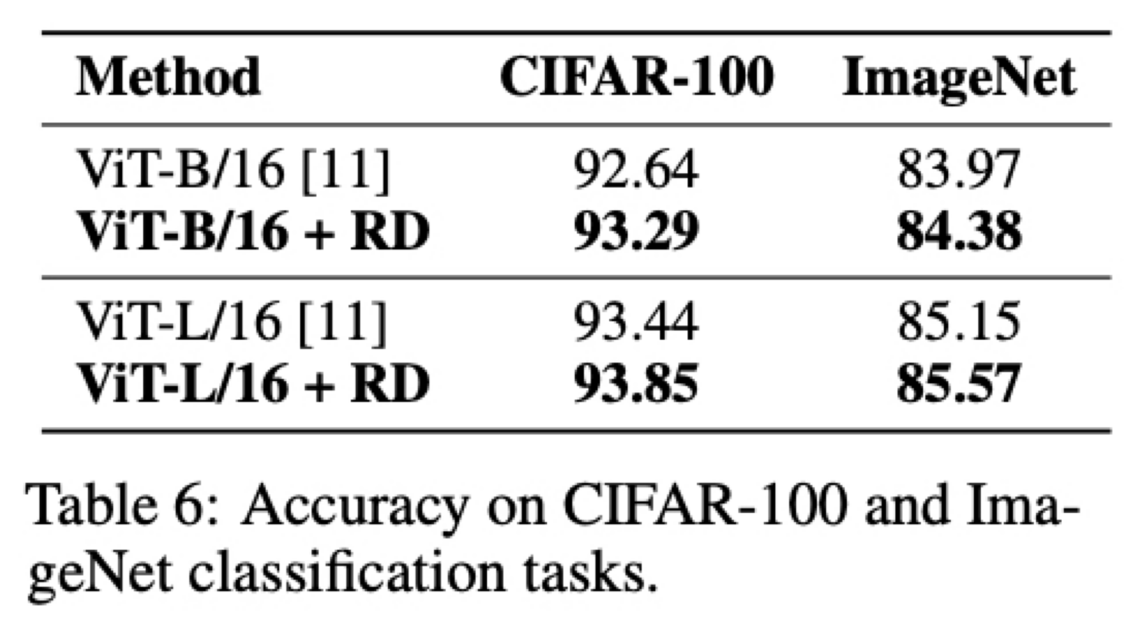 Method CIFAR-100 ImageNet
ViT-B/16 [11] 92.64 83.97
ViT-B/16 + RD 93.29 84.38
ViT-L/16 [11] 93.44 85.15
ViT-L/16 + RD 93.85 85.57
Table 6: Accuracy on CIFAR-100 and Ima-
geNet classification tasks.